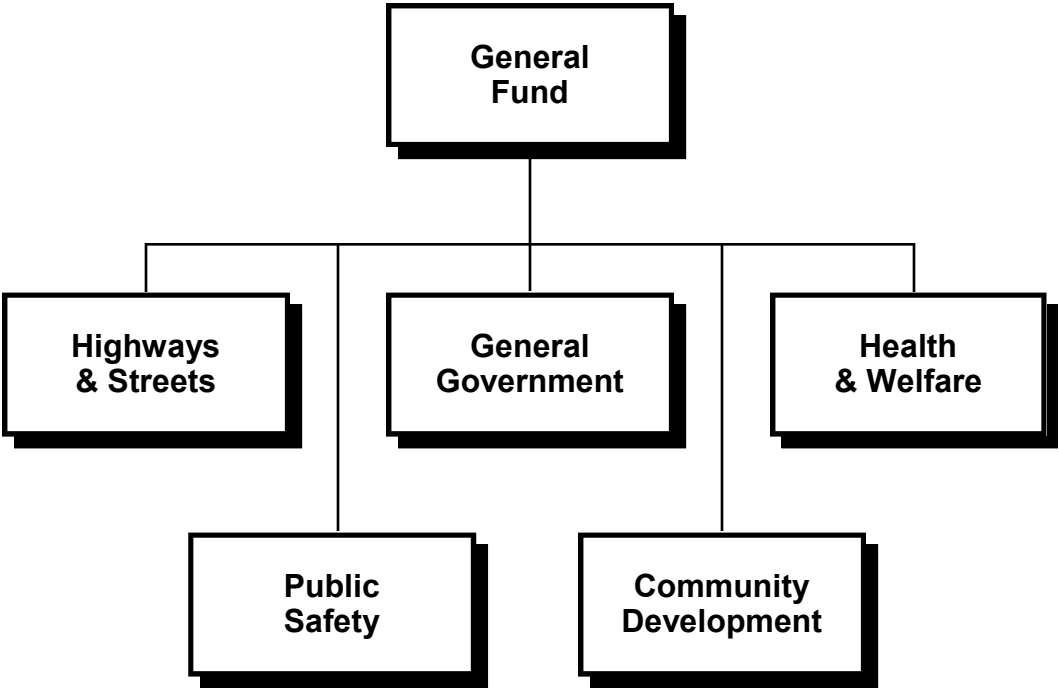 General
Fund
Highways
& Streets
General
Government
Health
& Welfare
Public
Safety
Community
Development